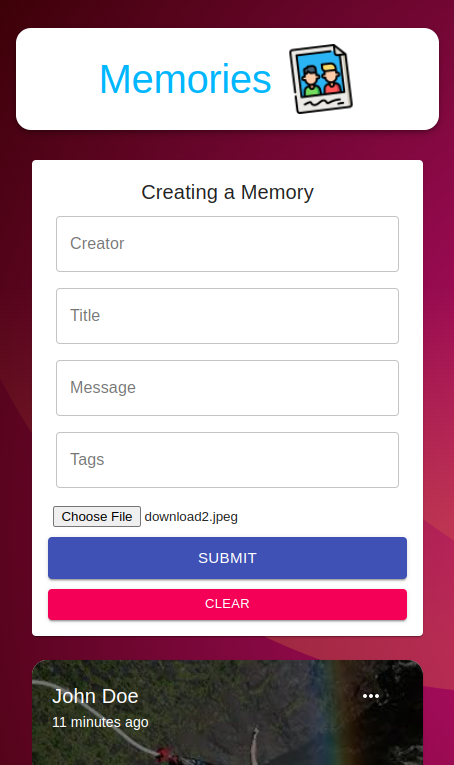 Memories
Creating a Memory
Creator
Title
Message
Tags
Choose File download2.jpeg
SUBMIT
CLEAR
John Doe
11 minutes ago